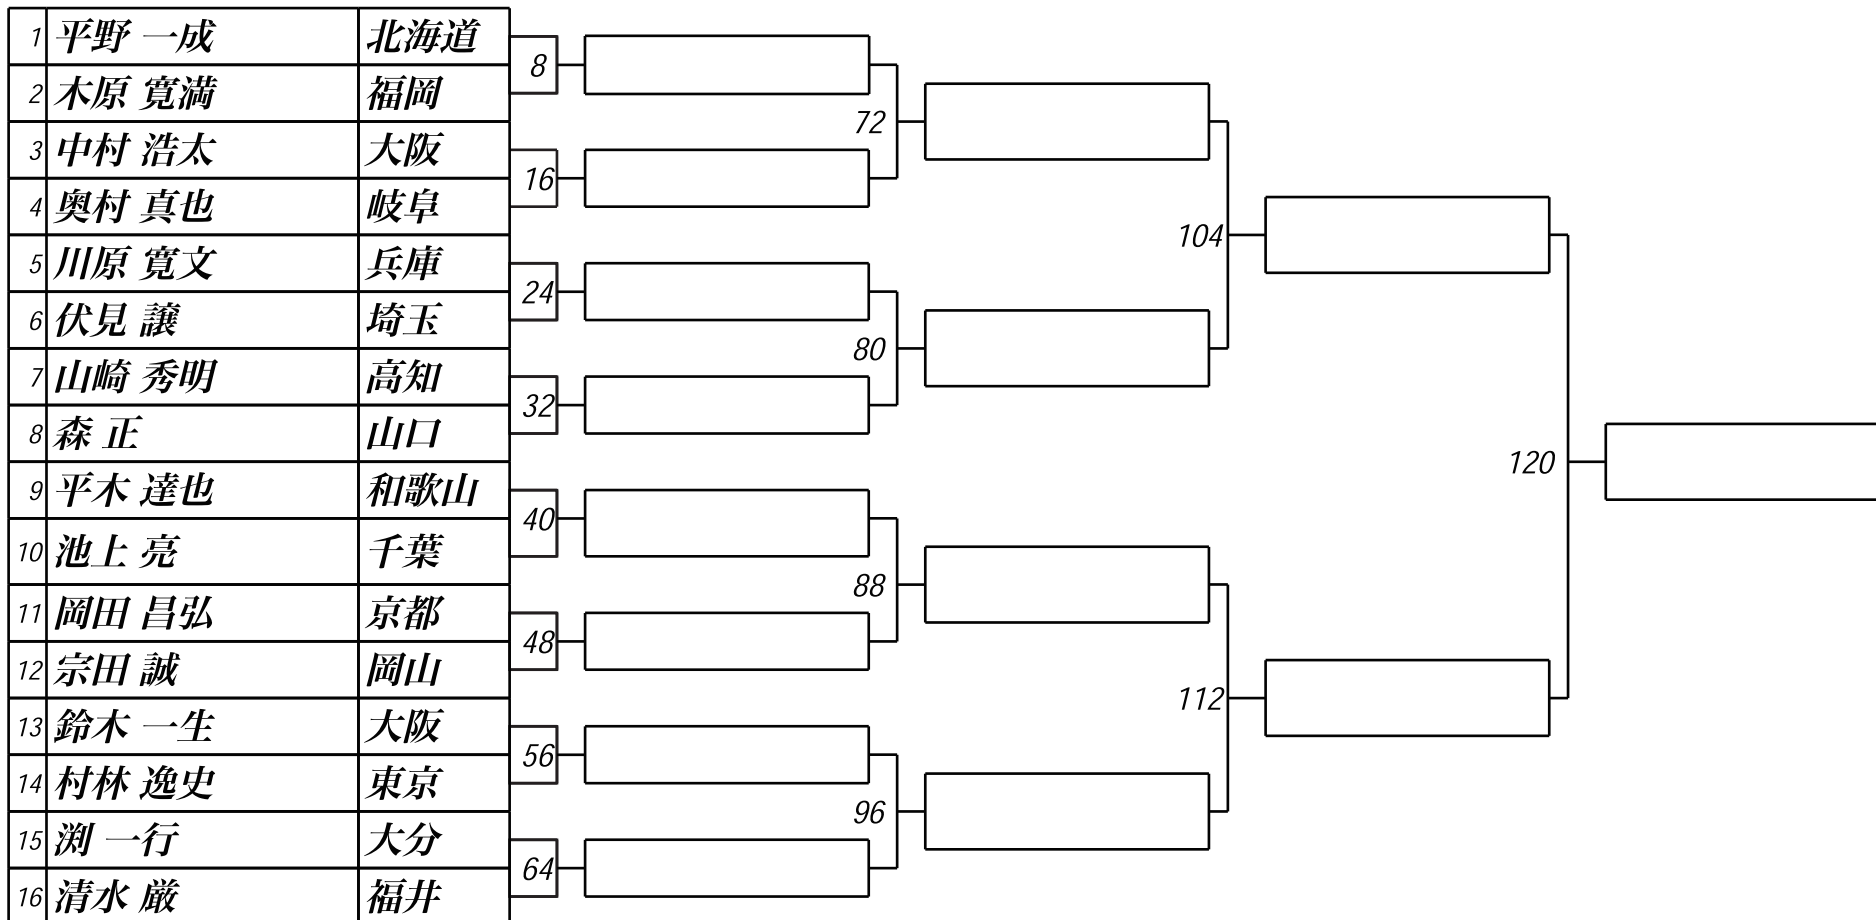 1 平野 一成 北海道
8
2 木原 寛満 福岡
72
3 中村 浩太 大阪
16
4 奥村 真也 岐阜
104
5 川原 寛文 兵庫
24
6 伏見 譲 埼玉
80
7 山崎 秀明 高知
32
8 森 正 山口
120
9 平木 達也 和歌山
40
10 池上 亮 千葉
88
11 岡田 昌弘 京都
48
12 宗田 誠 岡山
112
13 鈴木 一生 大阪
56
14 村林 逸史 東京
96
15 渕 一行 大分
64
16 清水 厳 福井